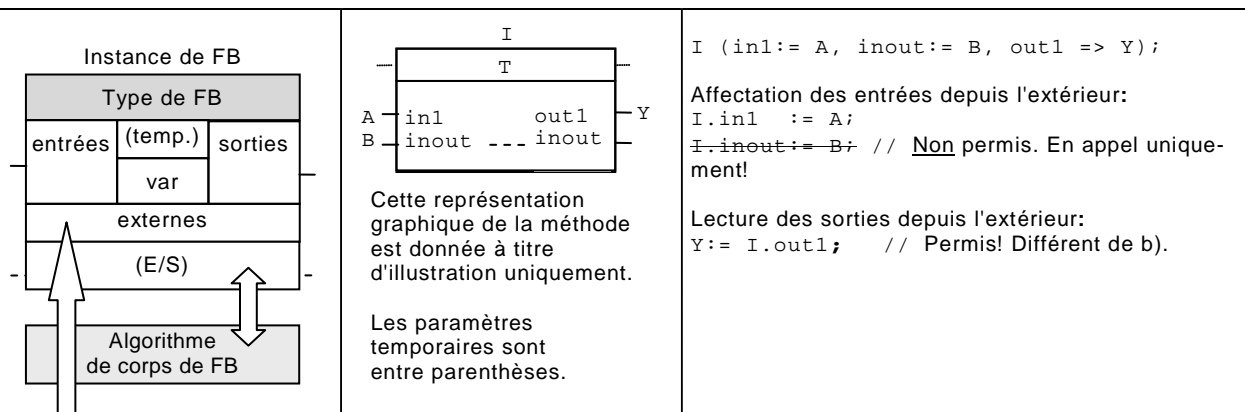 Instance de FB
Type de FB
entrées
(temp.)
sorties
var
externes
(E/S)
Algorithme
de corps de FB
I
T
A
in1
out1
Y
B
inout
inout
Cette représentation
graphique de la méthode
est donnée à titre
d'illustration uniquement.
Les paramètres
temporaires sont
entre parenthèses.
I (in1:= A, inout:= B, out1 => Y);
Affectation des entrées depuis l'extérieur:
I.in1 := A;
I.inout:= B; // Non permis. En appel unique-
ment!
Lecture des sorties depuis l'extérieur:
Y:= I.out1; // Permis! Différent de b).